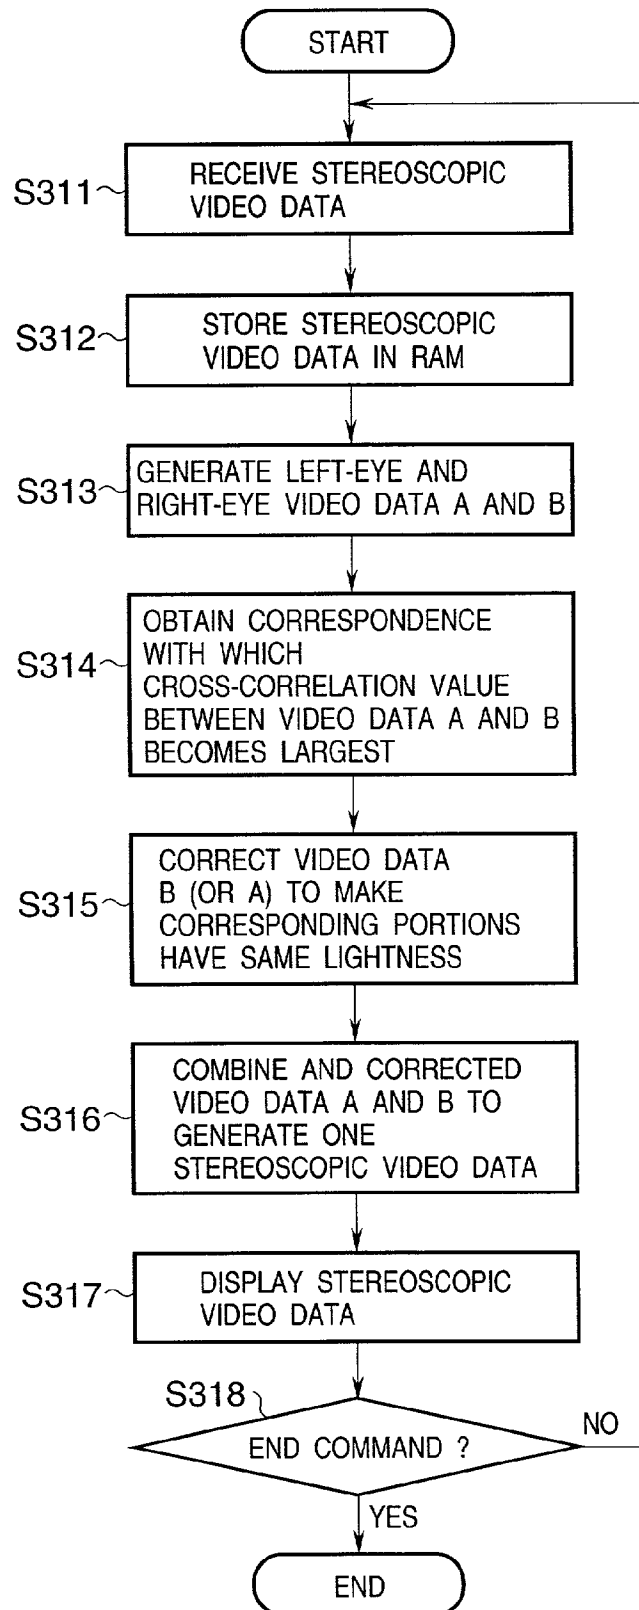 START
S311
RECEIVE STEREOSCOPIC
VIDEO DATA
S312
STORE STEREOSCOPIC
VIDEO DATA IN RAM
S313
GENERATE LEFT-EYE AND
RIGHT-EYE VIDEO DATA A AND B
S314
OBTAIN CORRESPONDENCE
WITH WHICH
CROSS-CORRELATION VALUE
BETWEEN VIDEO DATA A AND B
BECOMES LARGEST
S315
CORRECT VIDEO DATA
B (OR A) TO MAKE
CORRESPONDING PORTIONS
HAVE SAME LIGHTNESS
S316
COMBINE AND CORRECTED
VIDEO DATA A AND B TO
GENERATE ONE
STEREOSCOPIC VIDEO DATA
S317
DISPLAY STEREOSCOPIC
VIDEO DATA
S318
END COMMAND ?
NO
YES
END